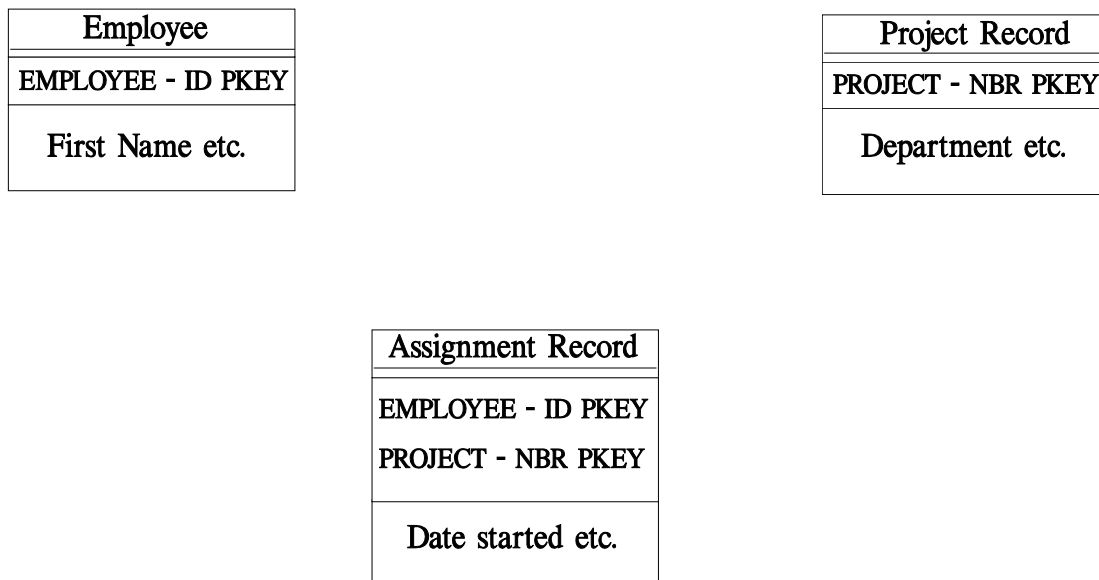 Employee
EMPLOYEE - ID PKEY
First Name etc.
Project Record
PROJECT - NBR PKEY
Department etc.
Assignment Record
EMPLOYEE - ID PKEY
PROJECT - NBR PKEY
Date started etc.